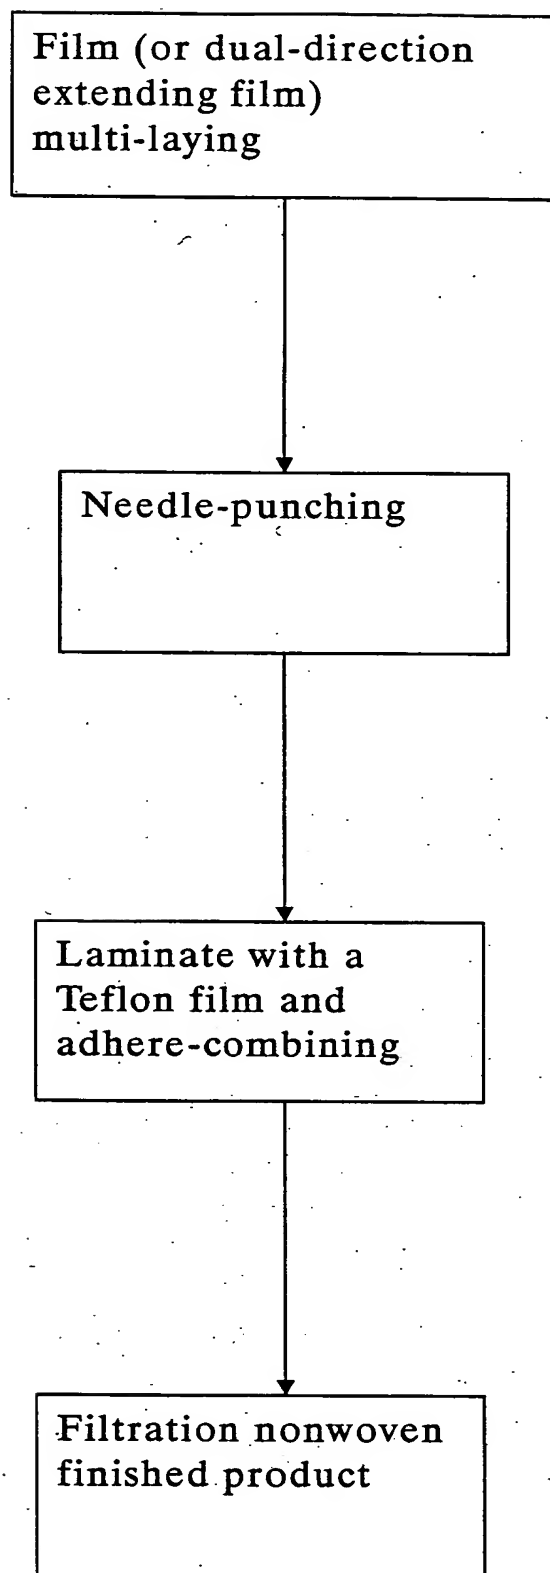 Film (or dual-direction
extending film)
multi-laying
Needle-punching
Laminate with a
Teflon film and
adhere-combining
Filtration nonwoven
finished product